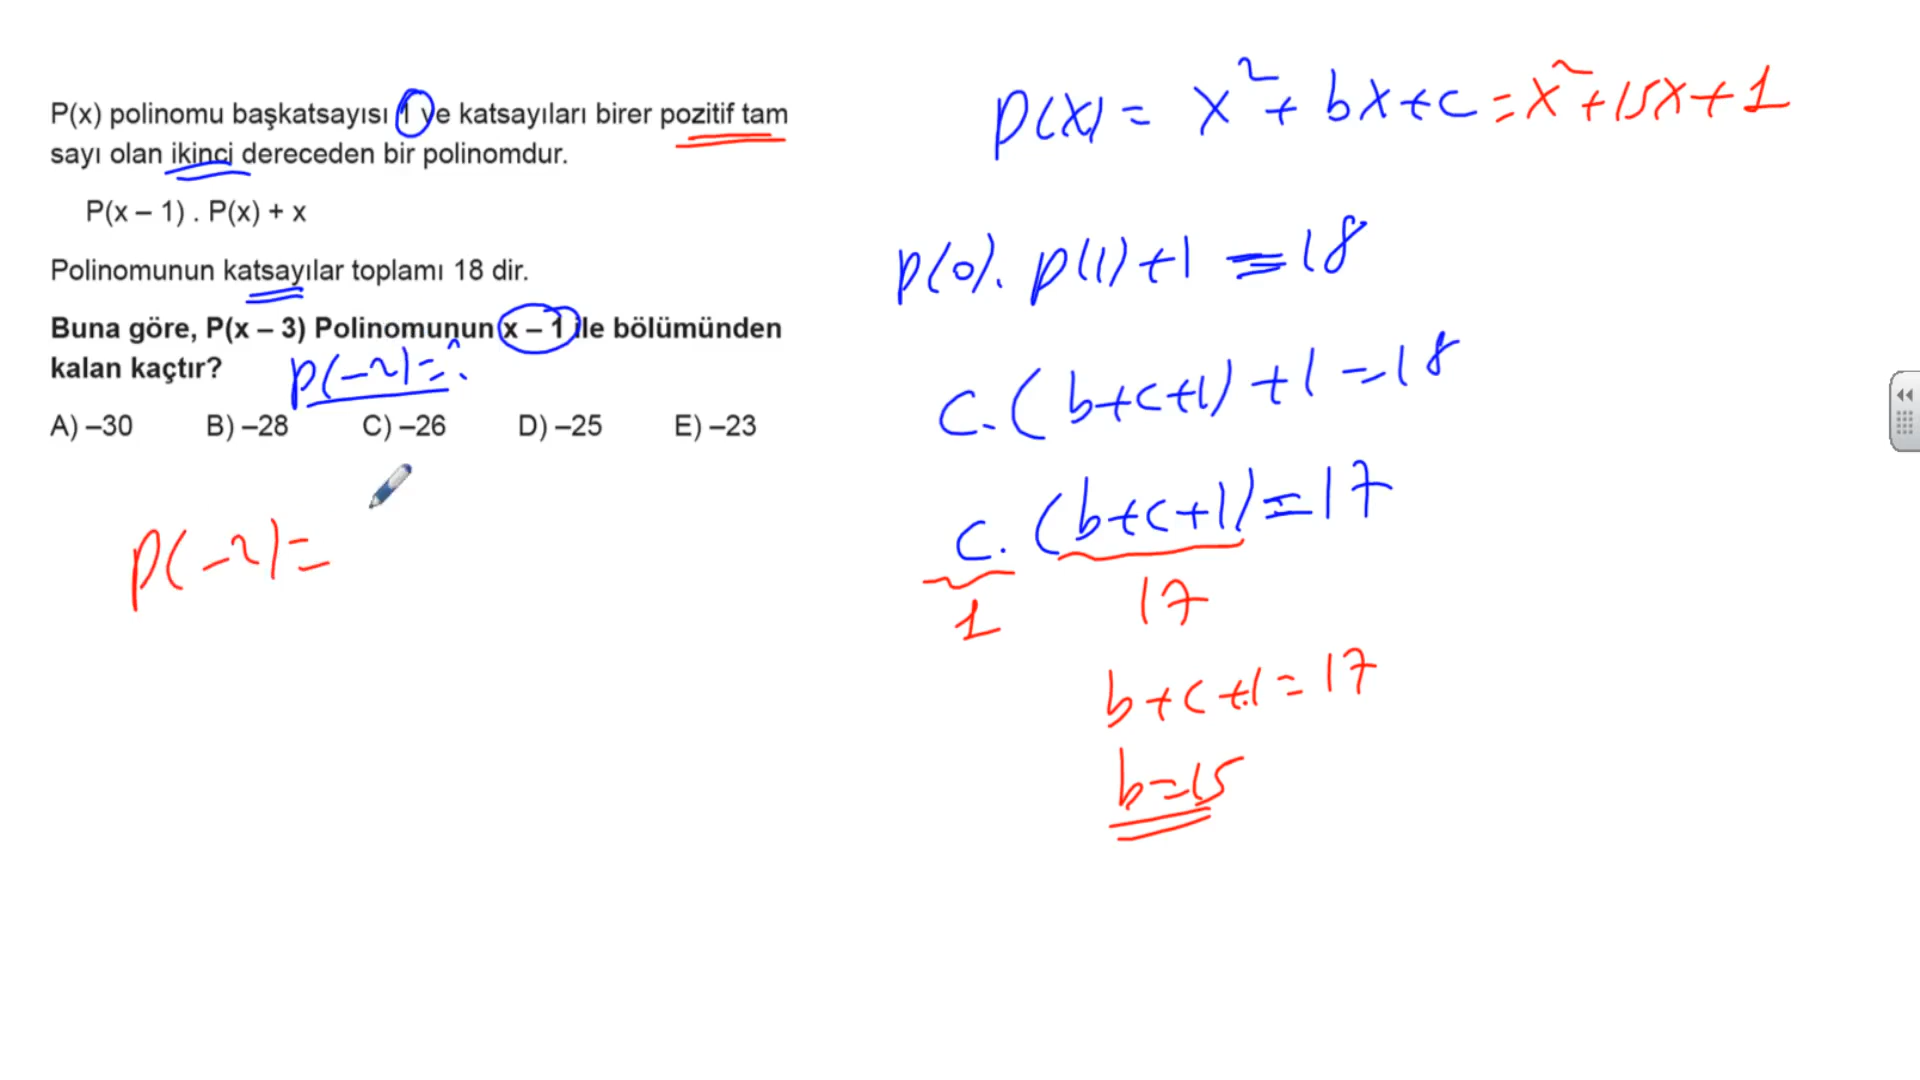 P(x) polinomu başkatsayısı 1 ve katsayıları birer pozitif tam
sayı olan ikinci dereceden bir polinomdur.
P(x – 1) . P(x) + x
Polinomunun katsayılar toplamı 18 dir.
Buna göre, P(x – 3) Polinomunun x – 1 ile bölümünden
kalan kaçtır?
P(-2)=?
A) –30 B) –28 C) –26 D) –25 E) –23
P(-2)=
P(x)= x²+bx+c=x²+15x+1
P(0).P(1)+1=18
c.(b+c+1)+1=18
c.(b+c+1)=17
1 17
b+c+1=17
b=15